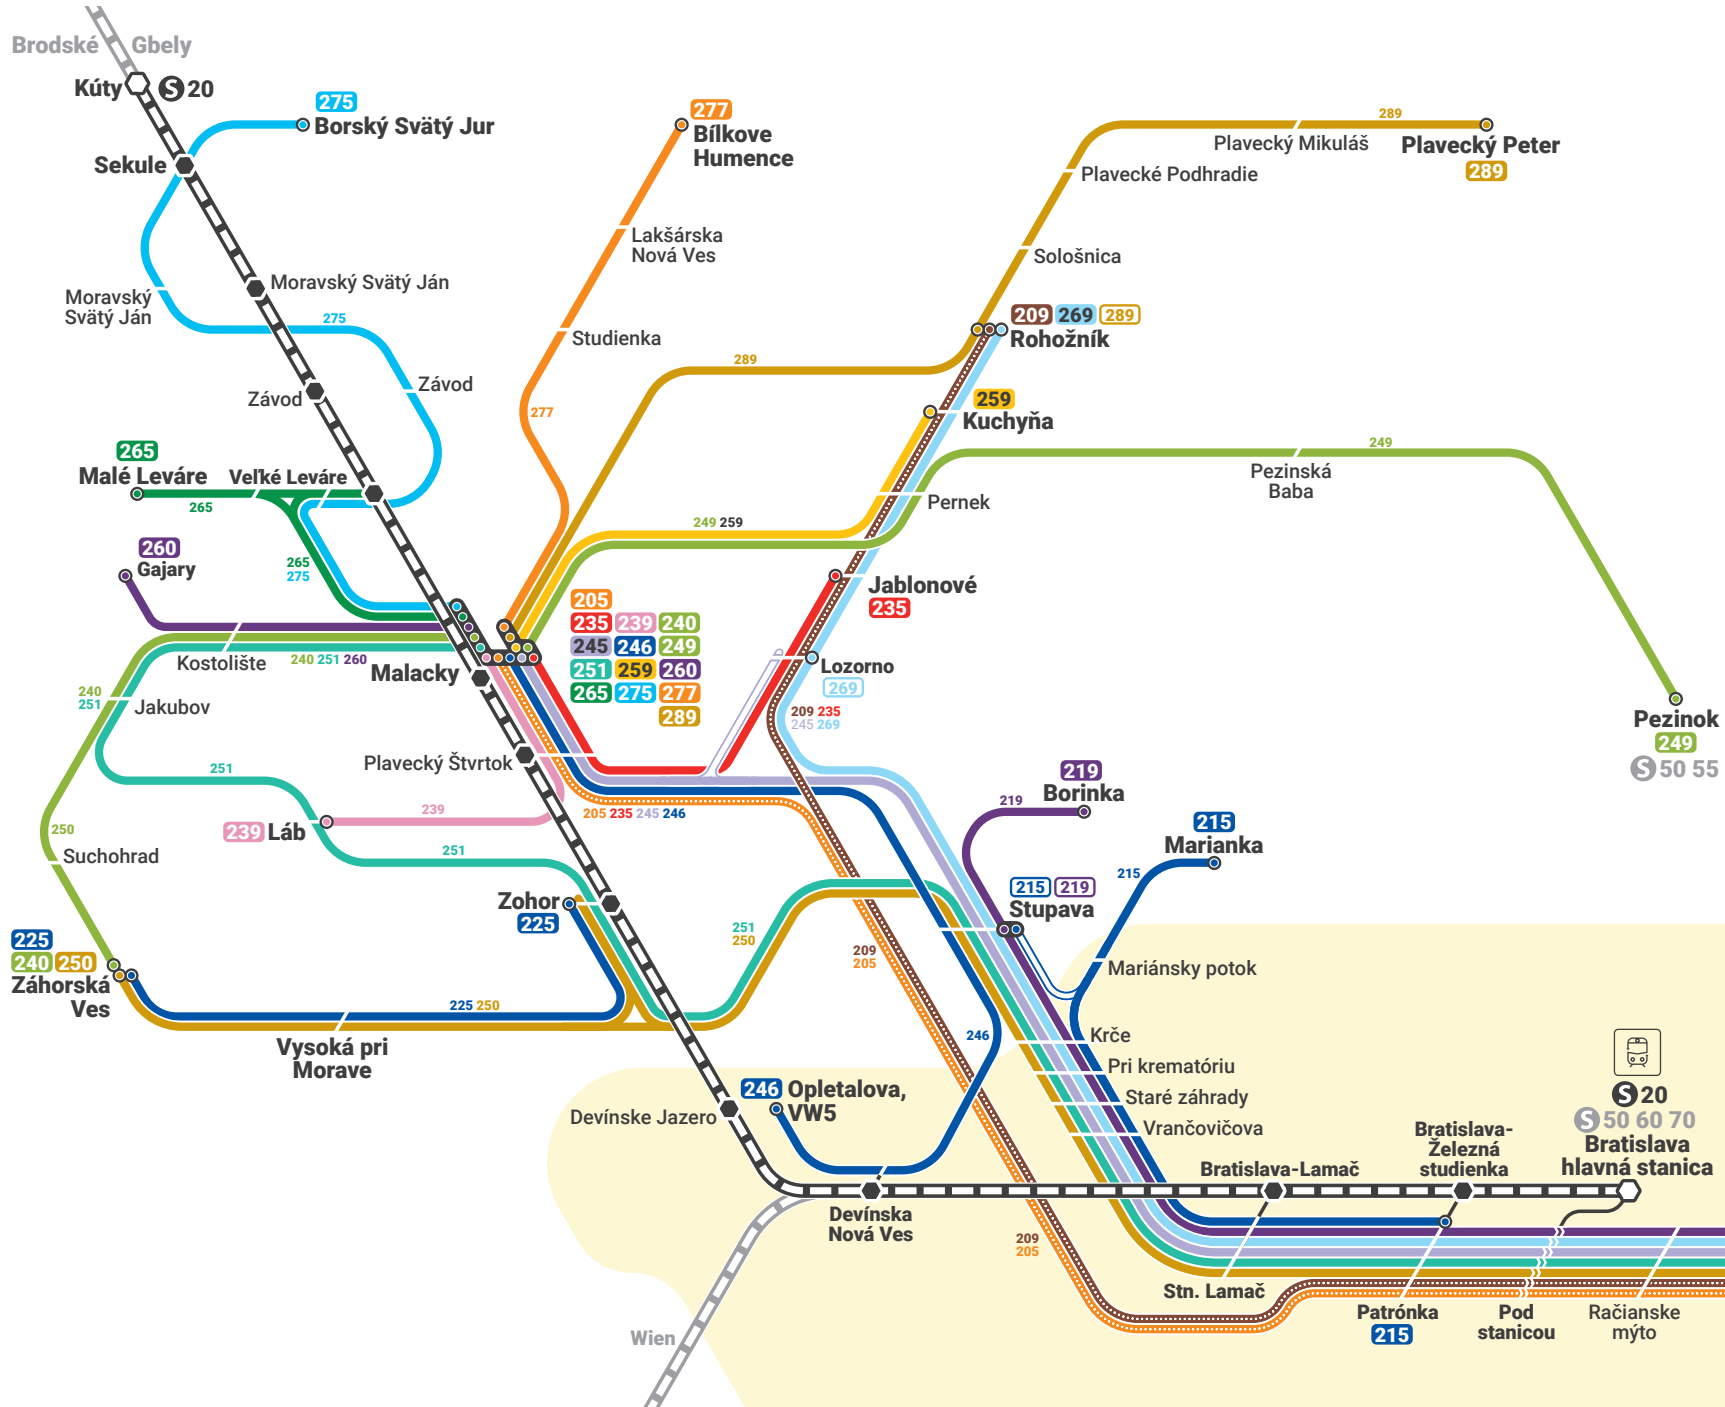 Brodské Gbely
Kúty S 20
275
Borský Svätý Jur
Sekule
277
Bílkove
Humence
289
Plavecký Mikuláš
Plavecký Peter
289
Plavecké Podhradie
Lakšárska
Nová Ves
Sološnica
Moravský Svätý Ján
Moravský
Svätý Ján
275
Studienka
209 269 289
Rohožník
289
Závod
Závod
277
259
Kuchyňa
265
Malé Leváre
Veľké Leváre
265
249
Pezinská
Baba
Pernek
249 259
260
Gajary
265
275
Jablonové
235
205
235 239 240
245 246 249
251 259 260
265 275 277
289
Kostolište
240 251 260
Malacky
Lozorno
269
240
251
Jakubov
209 235
245 269
Pezinok
249
S 50 55
Plavecký Štvrtok
251
239
239 Láb
205 235 245 246
219
219
Borinka
215
Marianka
215
250
Suchohrad
251
Zohor
225
215 219
Stupava
251
250
209
205
225
240 250
Záhorská
Ves
Mariánsky potok
225 250
Vysoká pri
Morave
246
Krče
Pri krematóriu
Staré záhrady
Vrančovičova
246 Opletalova,
VW5
Devínske Jazero
S 20
S 50 60 70
Bratislava
hlavná stanica
Bratislava-
Železná
studienka
Bratislava-Lamač
Devínska
Nová Ves
209
205
Stn. Lamač
Patrónka
215
Pod
stanicou
Račianske
mýto
Wien